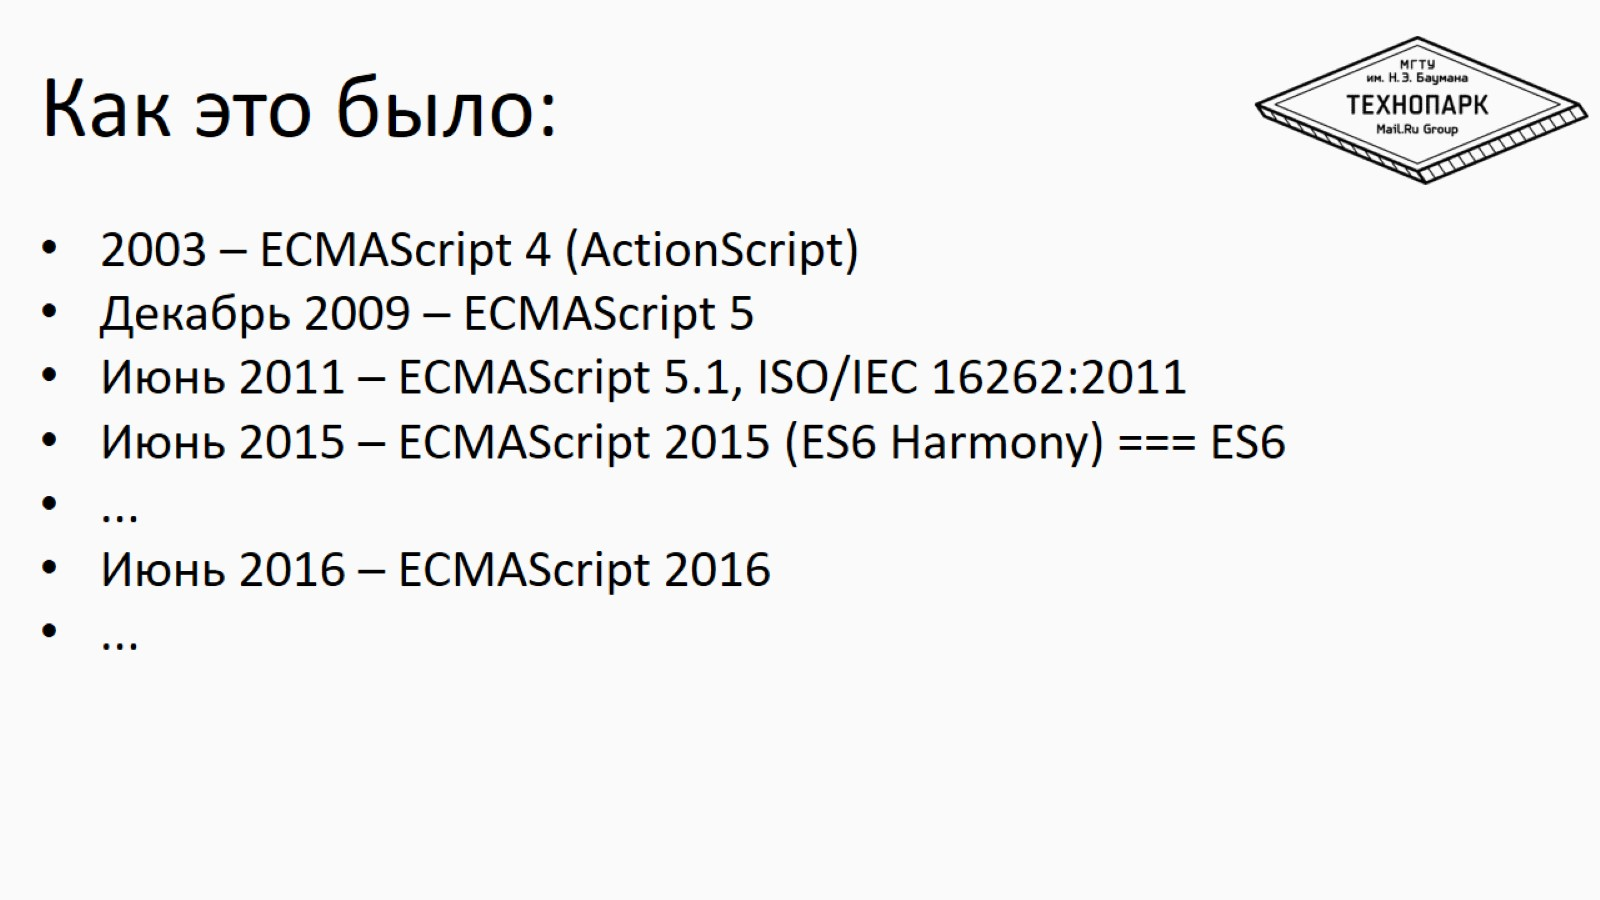 Как это было:
МГТУ
им. Н.Э. Баумана
ТЕХНОПАРК
Mail.Ru Group
• 2003 – ECMAScript 4 (ActionScript)
• Декабрь 2009 – ECMAScript 5
• Июнь 2011 – ECMAScript 5.1, ISO/IEC 16262:2011
• Июнь 2015 – ECMAScript 2015 (ES6 Harmony) === ES6
• ...
• Июнь 2016 – ECMAScript 2016
• ...